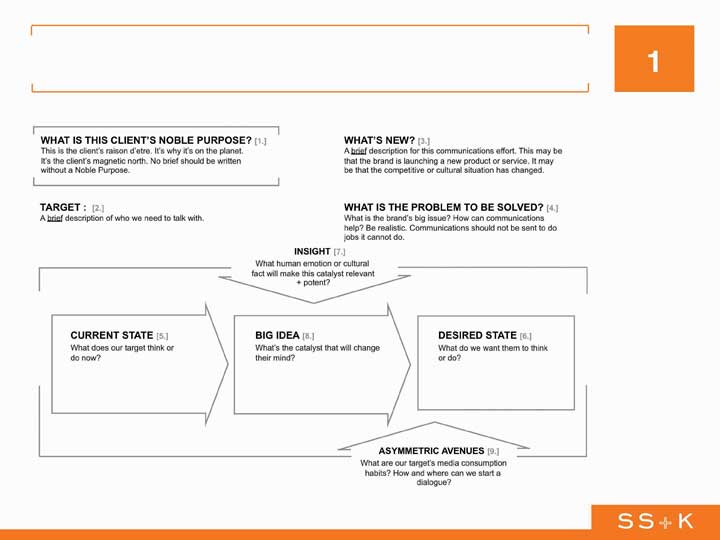 1
WHAT IS THIS CLIENT'S NOBLE PURPOSE? [1.]
This is the client's raison d'etre. It's why it's on the planet.
It's the client's magnetic north. No brief should be written
without a Noble Purpose.
WHAT'S NEW? [3.]
A brief description for this communications effort. This may be
that the brand is launching a new product or service. It may
be that the competitive or cultural situation has changed.
TARGET : [2.]
A brief description of who we need to talk with.
WHAT IS THE PROBLEM TO BE SOLVED? [4.]
What is the brand's big issue? How can communications
help? Be realistic. Communications should not be sent to do
jobs it cannot do.
INSIGHT [7.]
What human emotion or cultural
fact will make this catalyst relevant
+ potent?
CURRENT STATE [5.]
What does our target think or
do now?
BIG IDEA [8.]
What's the catalyst that will change
their mind?
DESIRED STATE [6.]
What do we want them to think
or do?
ASYMMETRIC AVENUES [9.]
What are our target's media consumption
habits? How and where can we start a
dialogue?
SS+K